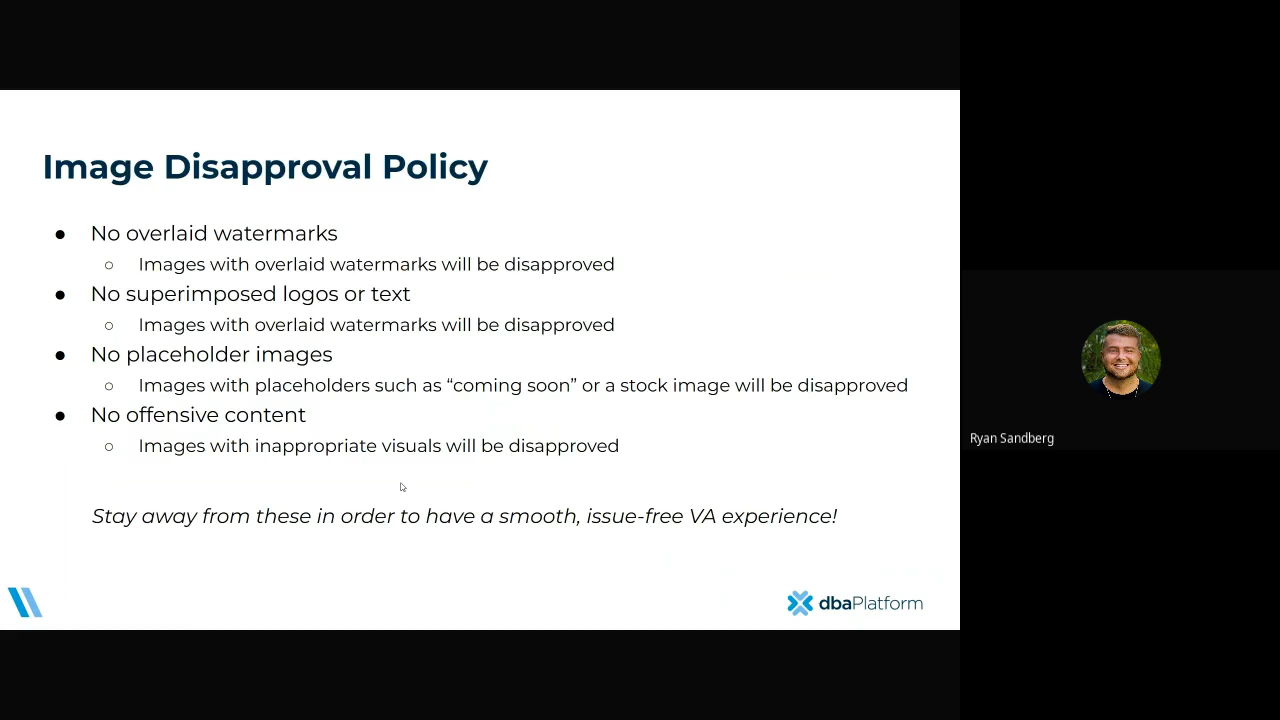 Image Disapproval Policy
● No overlaid watermarks
○ Images with overlaid watermarks will be disapproved
● No superimposed logos or text
○ Images with overlaid watermarks will be disapproved
● No placeholder images
○ Images with placeholders such as “coming soon” or a stock image will be disapproved
● No offensive content
○ Images with inappropriate visuals will be disapproved
Stay away from these in order to have a smooth, issue-free VA experience!
dbaPlatform
Ryan Sandberg